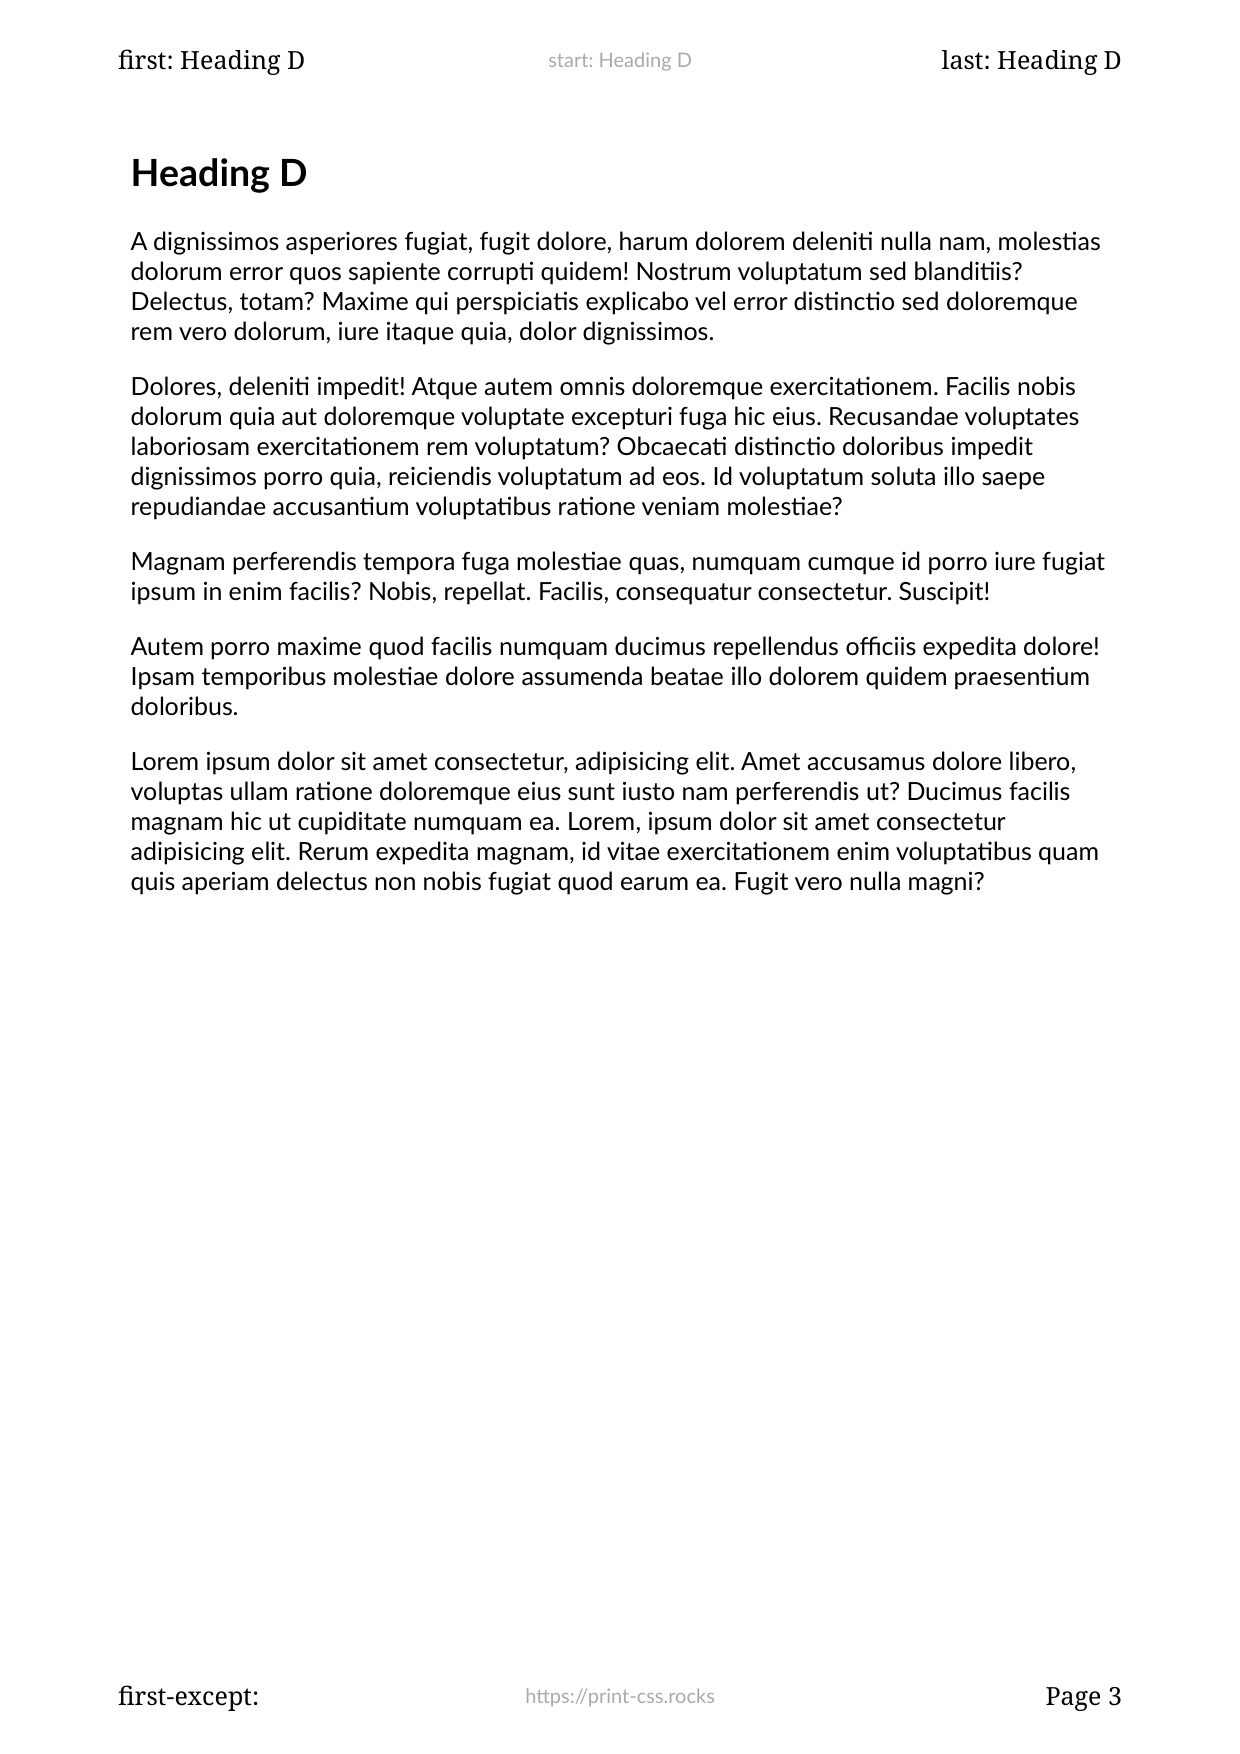 first: Heading D
start: Heading D
last: Heading D
Heading D
A dignissimos asperiores fugiat, fugit dolore, harum dolorem deleniti nulla nam, molestias
dolorum error quos sapiente corrupti quidem! Nostrum voluptatum sed blanditiis?
Delectus, totam? Maxime qui perspiciatis explicabo vel error distinctio sed doloremque
rem vero dolorum, iure itaque quia, dolor dignissimos.
Dolores, deleniti impedit! Atque autem omnis doloremque exercitationem. Facilis nobis
dolorum quia aut doloremque voluptate excepturi fuga hic eius. Recusandae voluptates
laboriosam exercitationem rem voluptatum? Obcaecati distinctio doloribus impedit
dignissimos porro quia, reiciendis voluptatum ad eos. Id voluptatum soluta illo saepe
repudiandae accusantium voluptatibus ratione veniam molestiae?
Magnam perferendis tempora fuga molestiae quas, numquam cumque id porro iure fugiat
ipsum in enim facilis? Nobis, repellat. Facilis, consequatur consectetur. Suscipit!
Autem porro maxime quod facilis numquam ducimus repellendus officiis expedita dolore!
Ipsam temporibus molestiae dolore assumenda beatae illo dolorem quidem praesentium
doloribus.
Lorem ipsum dolor sit amet consectetur, adipisicing elit. Amet accusamus dolore libero,
voluptas ullam ratione doloremque eius sunt iusto nam perferendis ut? Ducimus facilis
magnam hic ut cupiditate numquam ea. Lorem, ipsum dolor sit amet consectetur
adipisicing elit. Rerum expedita magnam, id vitae exercitationem enim voluptatibus quam
quis aperiam delectus non nobis fugiat quod earum ea. Fugit vero nulla magni?
first-except:
https://print-css.rocks
Page 3